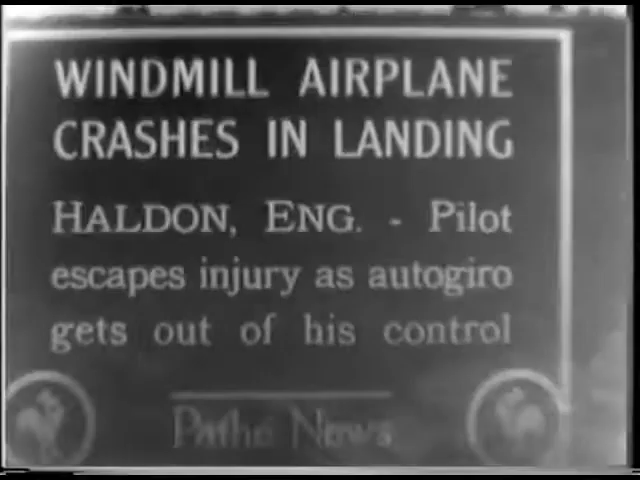 WINDMILL AIRPLANE
CRASHES IN LANDING
HALDON, ENG. - Pilot
escapes injury as autogiro
gets out of his control
Pathe News